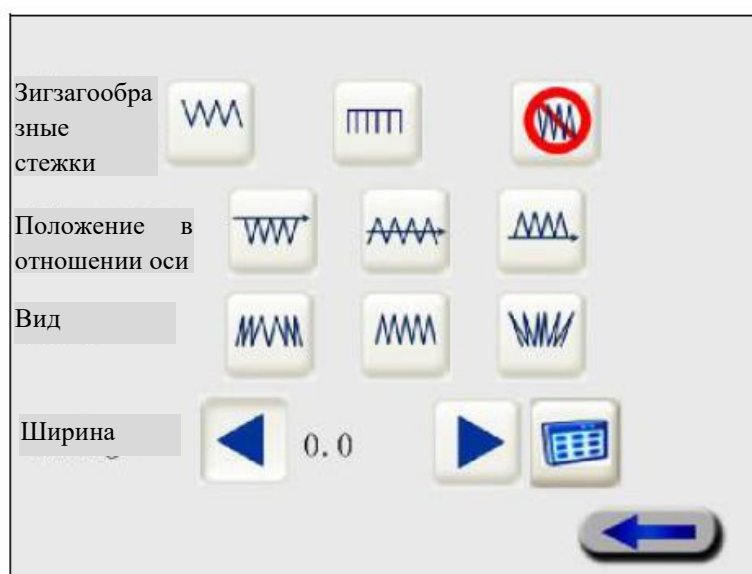 Зигзагообра
зные
стежки
Положение в
отношении оси
Вид
Ширина
0.0